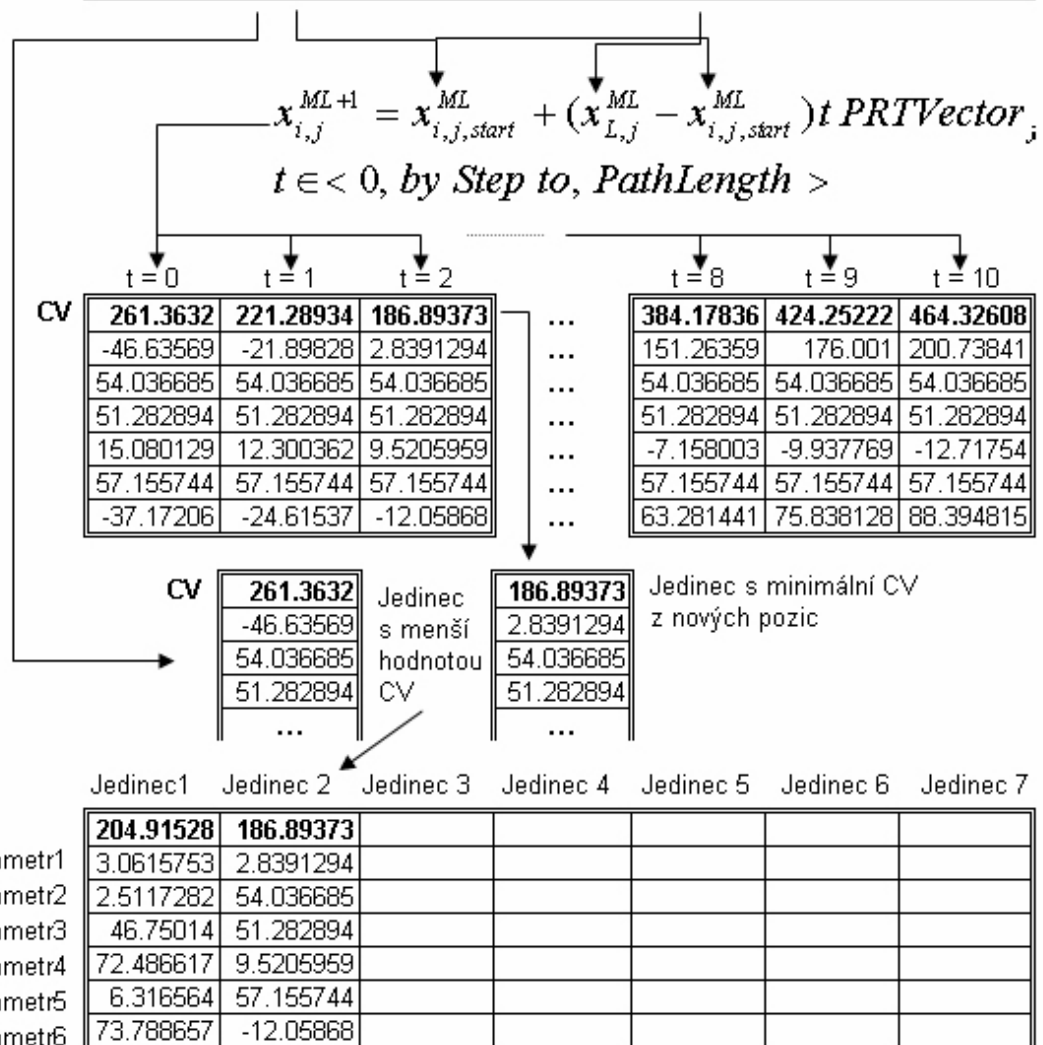 x_{i,j}^{ML+1} = x_{i,j,start}^{ML} + (x_{L,j}^{ML} - x_{i,j,start}^{ML}) t PRTVector_j
t ∈ < 0, by Step to, PathLength >
t = 0 t = 1 t = 2 t = 8 t = 9 t = 10
CV 261.3632 221.28934 186.89373 ... 384.17836 424.25222 464.32608
-46.63569 -21.89828 2.8391294 ... 151.26359 176.001 200.73841
54.036685 54.036685 54.036685 ... 54.036685 54.036685 54.036685
51.282894 51.282894 51.282894 ... 51.282894 51.282894 51.282894
15.080129 12.300362 9.5205959 ... -7.158003 -9.937769 -12.71754
57.155744 57.155744 57.155744 ... 57.155744 57.155744 57.155744
-37.17206 -24.61537 -12.05868 ... 63.281441 75.838128 88.394815
CV 261.3632
-46.63569
54.036685
51.282894
...
Jedinec
s menší
hodnotou
CV
186.89373
2.8391294
54.036685
51.282894
...
Jedinec s minimální CV
z nových pozic
Jedinec1 Jedinec 2 Jedinec 3 Jedinec 4 Jedinec 5 Jedinec 6 Jedinec 7
204.91528 186.89373
metr1 3.0615753 2.8391294
metr2 2.5117282 54.036685
metr3 46.75014 51.282894
metr4 72.486617 9.5205959
metr5 6.316564 57.155744
metr6 73.788657 -12.05868